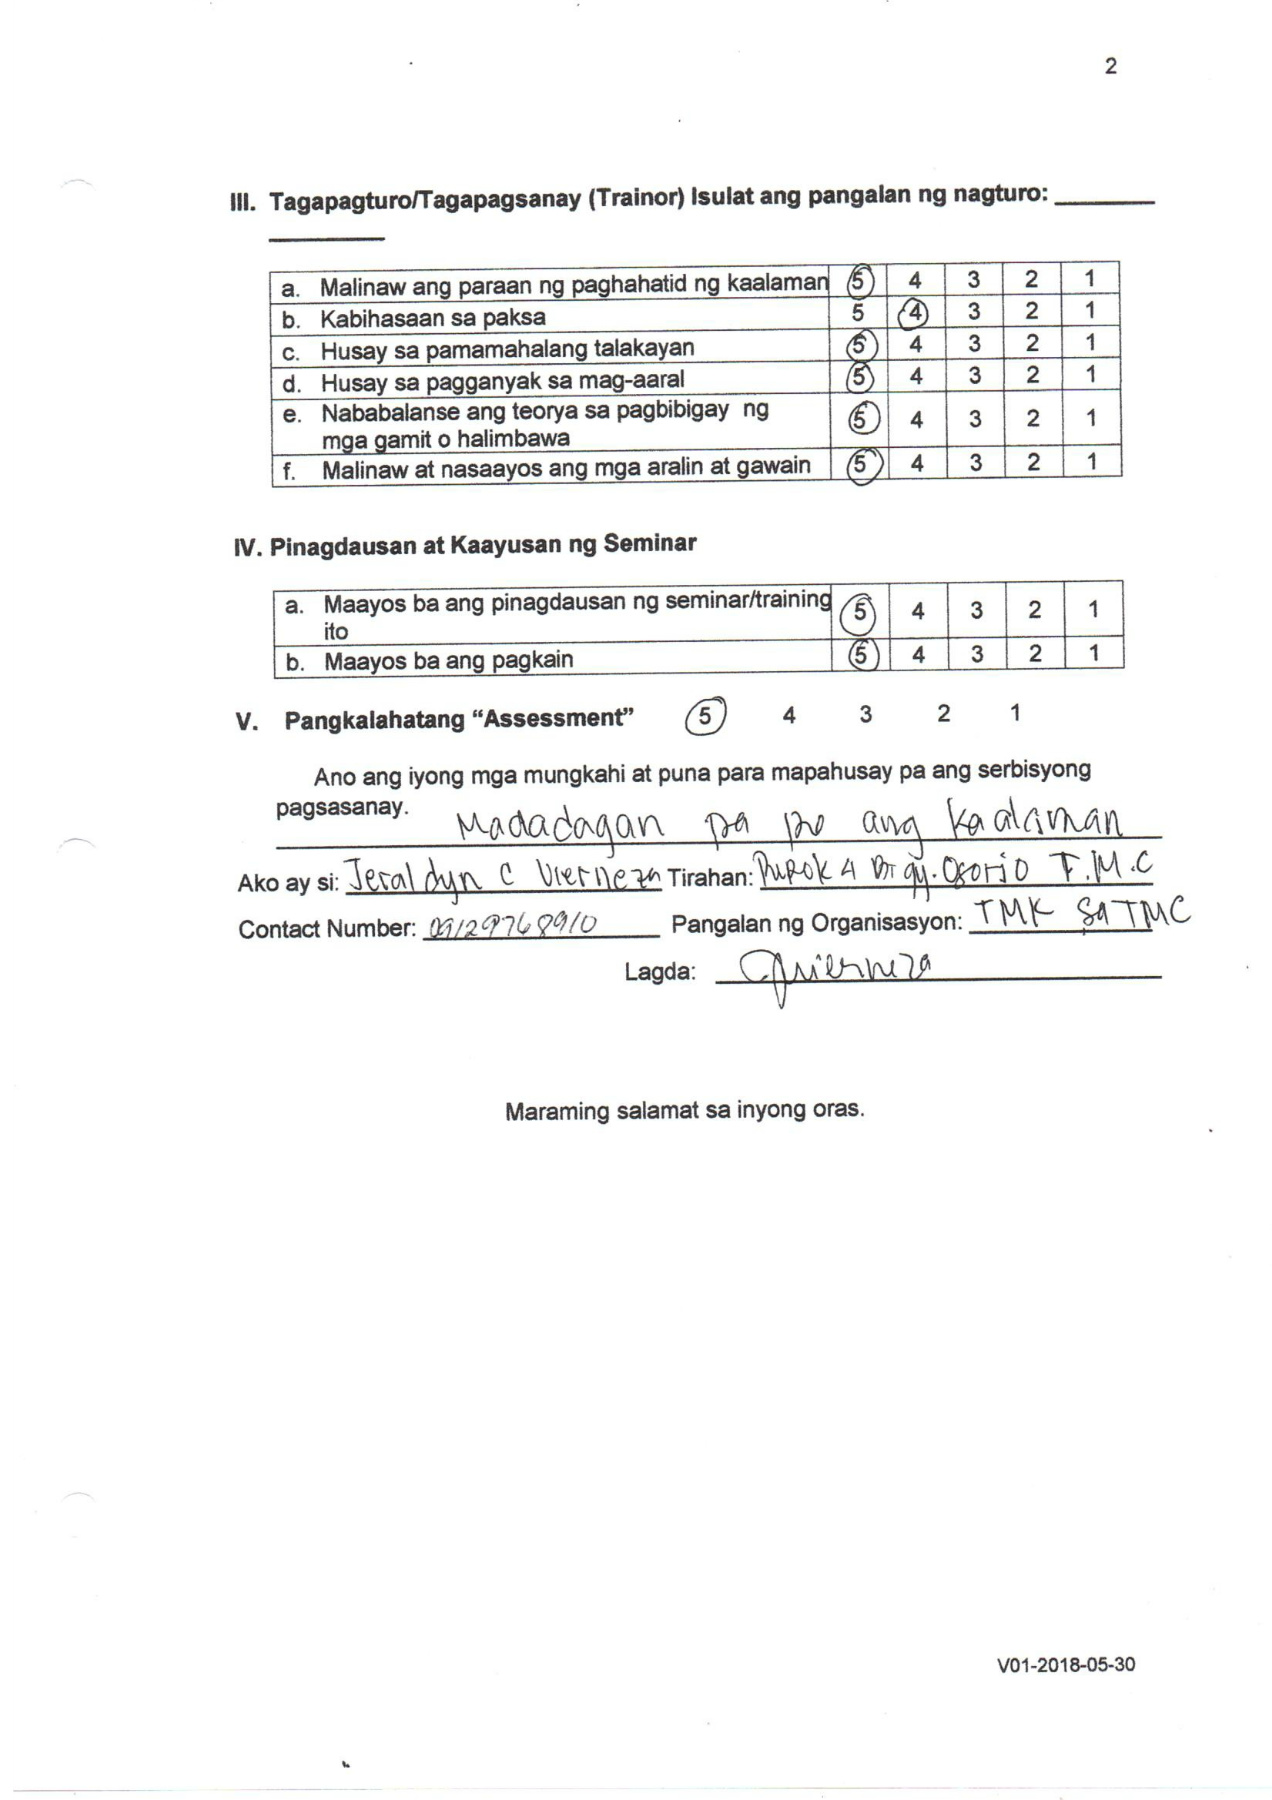 2
III. Tagapagturo/Tagapagsanay (Trainor) Isulat ang pangalan ng nagturo: ________
________
a. Malinaw ang paraan ng paghahatid ng kaalaman 5 4 3 2 1
b. Kabihasaan sa paksa 5 4 3 2 1
c. Husay sa pamamahalang talakayan 5 4 3 2 1
d. Husay sa pagganyak sa mag-aaral 5 4 3 2 1
e. Nababalanse ang teorya sa pagbibigay ng 5 4 3 2 1
mga gamit o halimbawa
f. Malinaw at nasaayos ang mga aralin at gawain 5 4 3 2 1
IV. Pinagdausan at Kaayusan ng Seminar
a. Maayos ba ang pinagdausan ng seminar/training 5 4 3 2 1
ito
b. Maayos ba ang pagkain 5 4 3 2 1
V. Pangkalahatang “Assessment” 5 4 3 2 1
Ano ang iyong mga mungkahi at puna para mapahusay pa ang serbisyong
pagsasanay. Madadagan pa po ang kaalaman
Ako ay si: Jeraldyn C Vierneza Tirahan: Purok 4 Brgy. Osorio T.M.C
Contact Number: 09129768910 Pangalan ng Organisasyon: TMK Sa TMC
Lagda: Vierneza
Maraming salamat sa inyong oras.
V01-2018-05-30